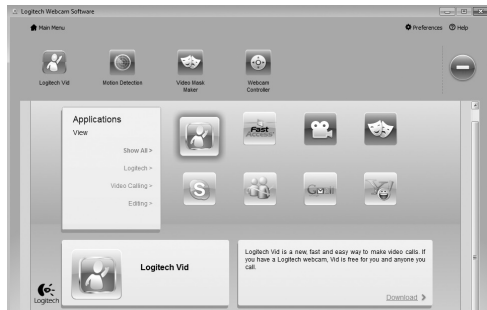 Logitech Webcam Software
Main Menu
Preferences
Help
Logitech Vid
Motion Detection
Video Mask
Maker
Webcam
Controller
Applications
View
Show All >
Logitech >
Video Calling >
Editing >
Fast
Access
S
Gmail
Y!
Logitech Vid
Logitech Vid is a new, fast and easy way to make video calls. If
you have a Logitech webcam, Vid is free for you and anyone you
call.
Download >
Logitech